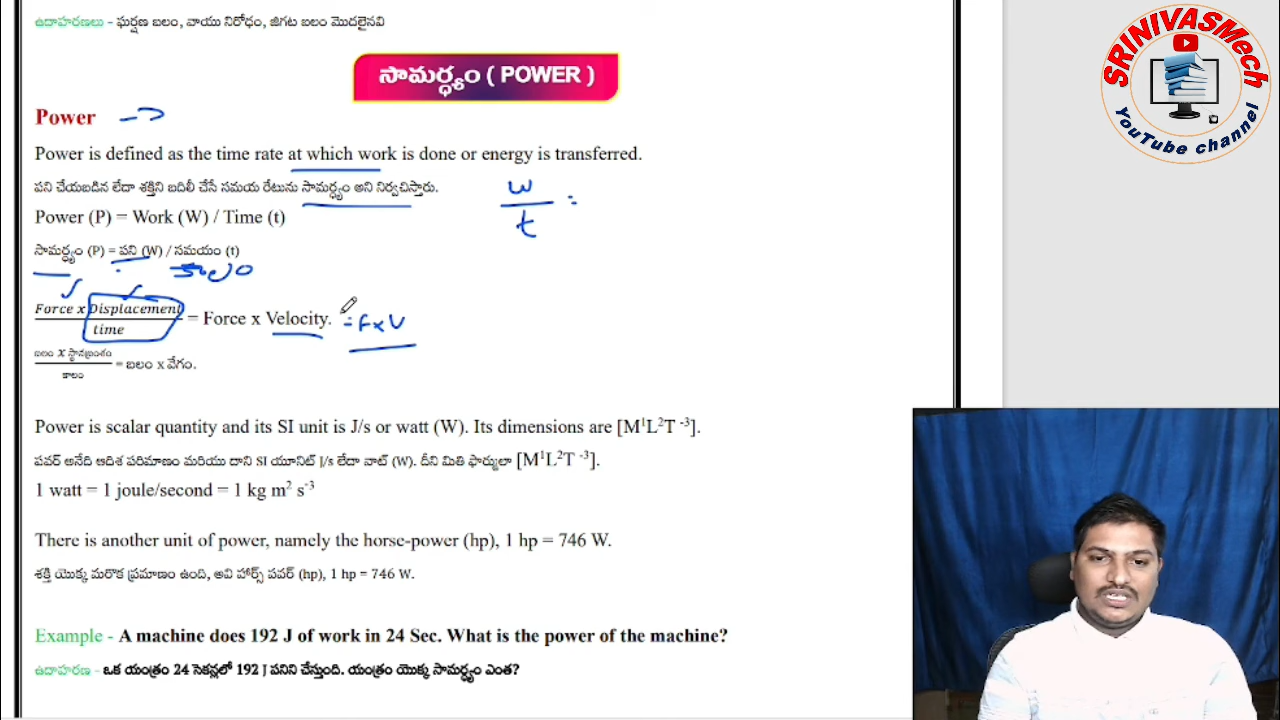 ఉదాహరణలు - ఘర్షణ బలం, వాయు నిరోధం, జిగట బలం మొదలైనవి
సామర్థ్యం ( POWER )
Power
Power is defined as the time rate at which work is done or energy is transferred.
పని చేయబడిన లేదా శక్తిని బదిలీ చేసే సమయ రేటును సామర్థ్యం అని నిర్వచిస్తారు.
W
t =
Power (P) = Work (W) / Time (t)
సామర్థ్యం (P) = పని (W) / సమయం (t)
కాలం
Force x Displacement
time
= Force x Velocity.
= F x V
బలం X స్థానభ్రంశం
కాలం
= బలం x వేగం.
Power is scalar quantity and its SI unit is J/s or watt (W). Its dimensions are [M¹L²T ⁻³].
పవర్ అనేది ఆదిశ పరిమాణం మరియు దాని SI యూనిట్ J/s లేదా వాట్ (W). దీని మితి ఫార్ములా [M¹L²T ⁻³].
1 watt = 1 joule/second = 1 kg m² s⁻³
There is another unit of power, namely the horse-power (hp), 1 hp = 746 W.
శక్తి యొక్క మరొక ప్రమాణం ఉంది, అవి హార్స్ పవర్ (hp), 1 hp = 746 W.
Example - A machine does 192 J of work in 24 Sec. What is the power of the machine?
ఉదాహరణ - ఒక యంత్రం 24 సెకన్లలో 192 J పనిని చేస్తుంది. యంత్రం యొక్క సామర్థ్యం ఎంత?
SRINIVASMech
YouTube channel